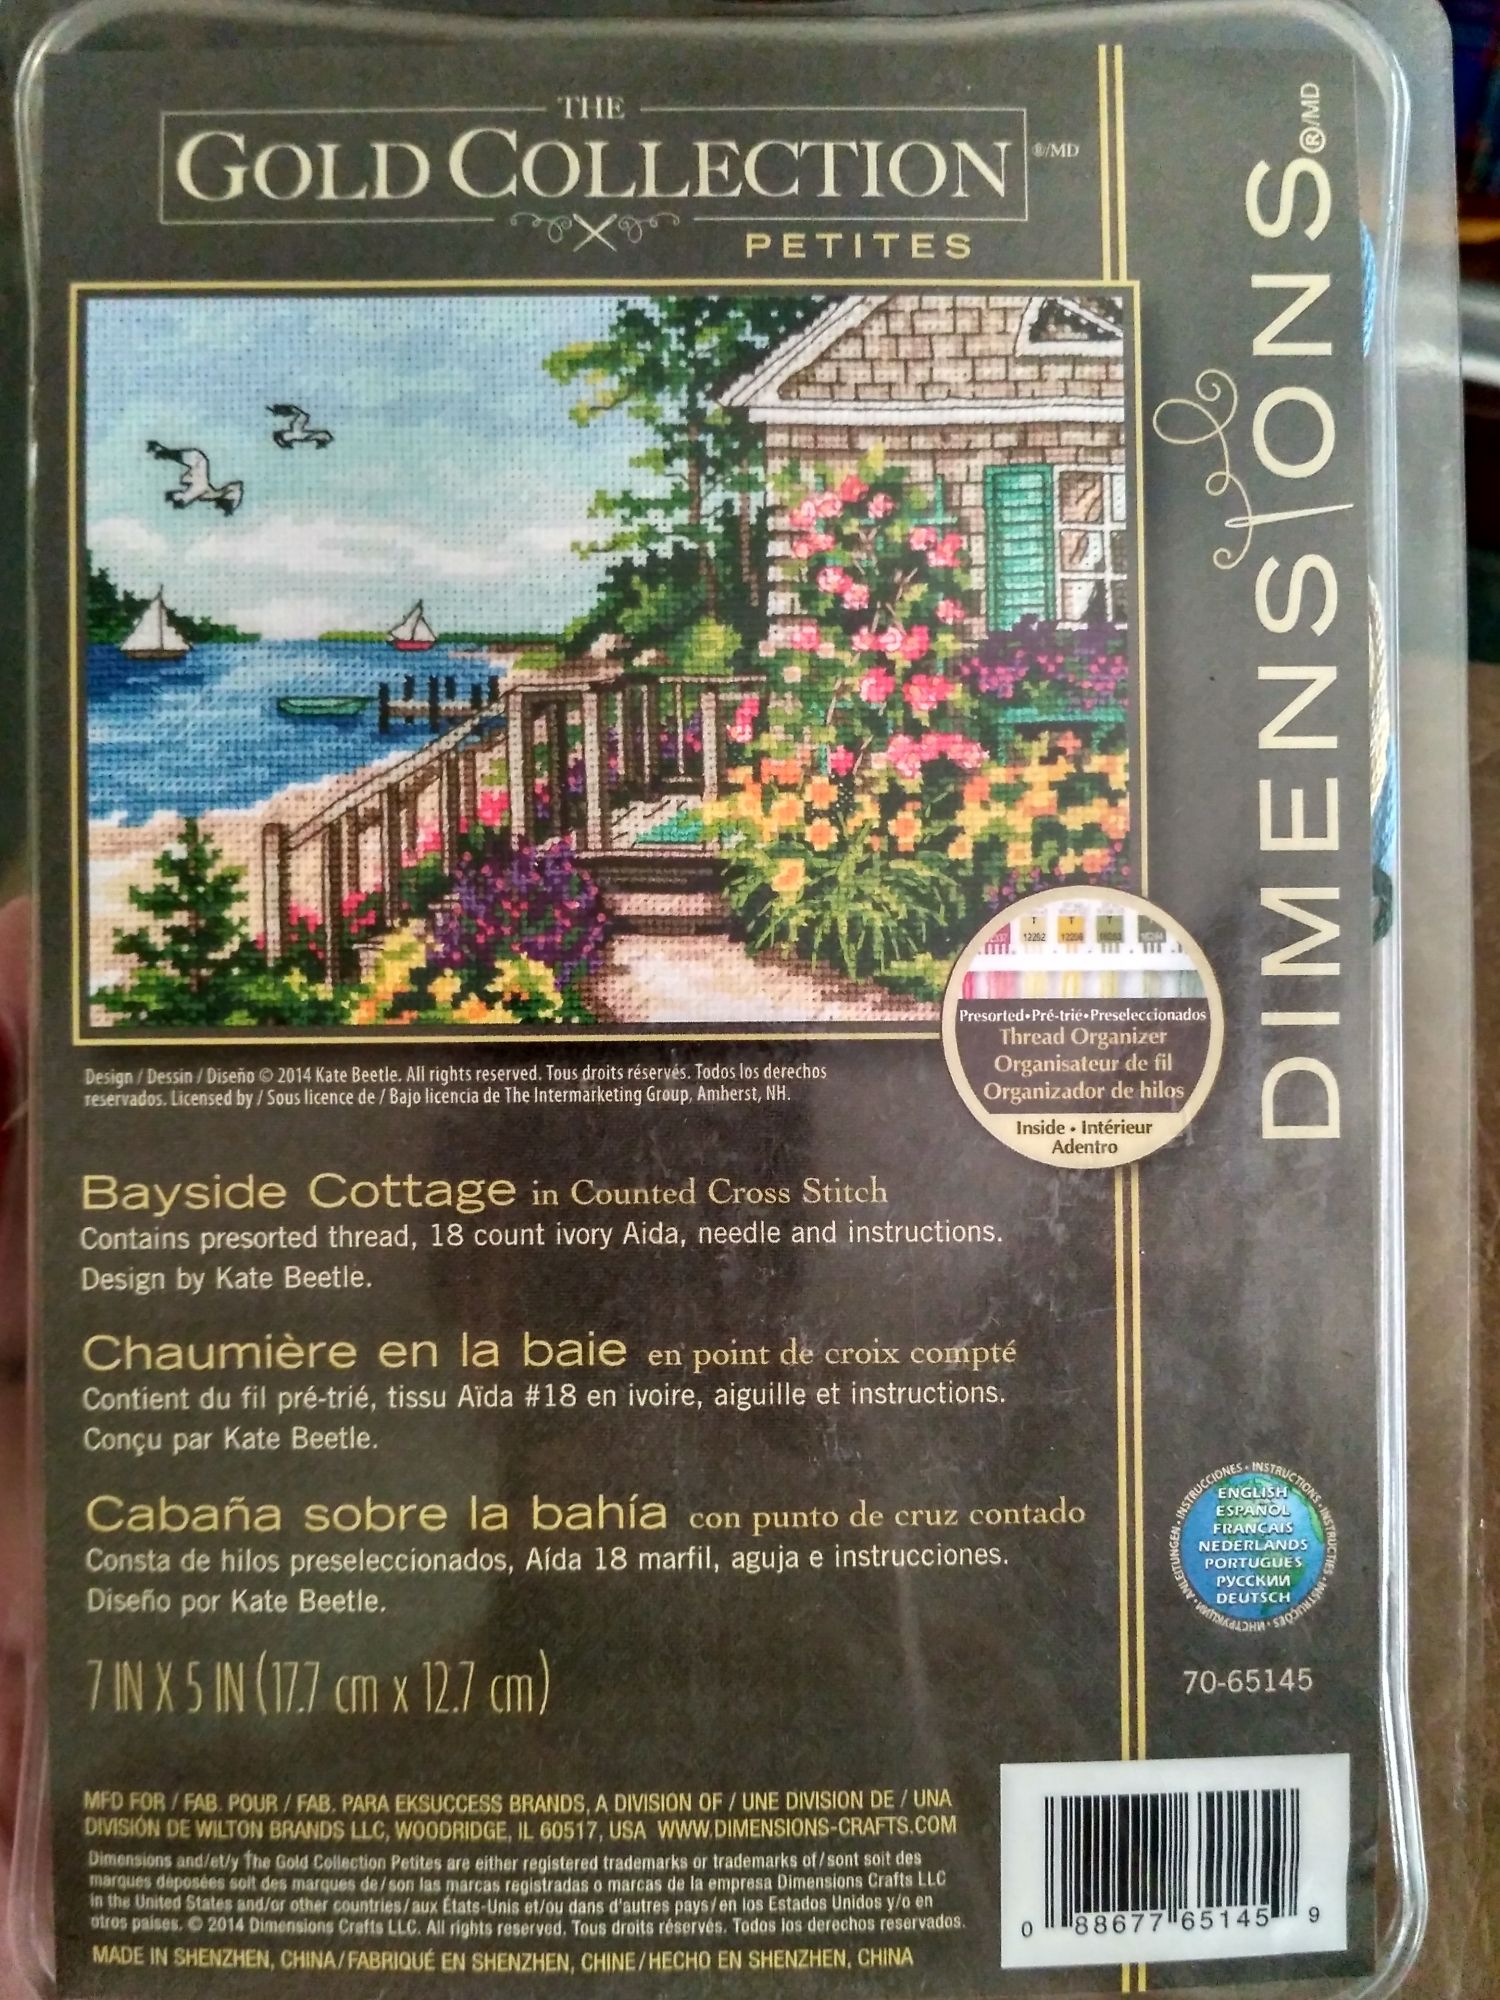 THE
GOLD COLLECTION ®/MD
PETITES
DIMENSIONS®/MD
T T T
12202
Presorted•Pré-trié•Preseleccionados
Thread Organizer
Organisateur de fil
Organizador de hilos
Inside • Intérieur
Adentro
Design / Dessin / Diseño © 2014 Kate Beetle. All rights reserved. Tous droits réservés. Todos los derechos
reservados. Licensed by / Sous licence de / Bajo licencia de The Intermarketing Group, Amherst, NH.
Bayside Cottage in Counted Cross Stitch
Contains presorted thread, 18 count ivory Aida, needle and instructions.
Design by Kate Beetle.
Chaumière en la baie en point de croix compté
Contient du fil pré-trié, tissu Aïda #18 en ivoire, aiguille et instructions.
Conçu par Kate Beetle.
Cabaña sobre la bahía con punto de cruz contado
Consta de hilos preseleccionados, Aída 18 marfil, aguja e instrucciones.
Diseño por Kate Beetle.
7 IN X 5 IN (17.7 cm x 12.7 cm)
INSTRUCCIONES • INSTRUCTIONS • INSTRUCTIES • INSTRUÇÕES • ИНСТРУКЦИИ • ANLEITUNGEN •
ENGLISH
ESPAÑOL
FRANÇAIS
NEDERLANDS
PORTUGUÊS
РУССКИИ
DEUTSCH
70-65145
MFD FOR / FAB. POUR / FAB. PARA EKSUCCESS BRANDS, A DIVISION OF / UNE DIVISION DE / UNA
DIVISIÓN DE WILTON BRANDS LLC, WOODRIDGE, IL 60517, USA WWW.DIMENSIONS-CRAFTS.COM
Dimensions and/et/y The Gold Collection Petites are either registered trademarks or trademarks of/sont soit des
marques déposées soit des marques de/son las marcas registradas o marcas de la empresa Dimensions Crafts LLC
in the United States and/or other countries/aux États-Unis et/ou dans d'autres pays/en los Estados Unidos y/o en
otros países. © 2014 Dimensions Crafts LLC. All rights reserved. Tous droits réservés. Todos los derechos reservados.
MADE IN SHENZHEN, CHINA/FABRIQUÉ EN SHENZHEN, CHINE/HECHO EN SHENZHEN, CHINA
0 88677 65145 9